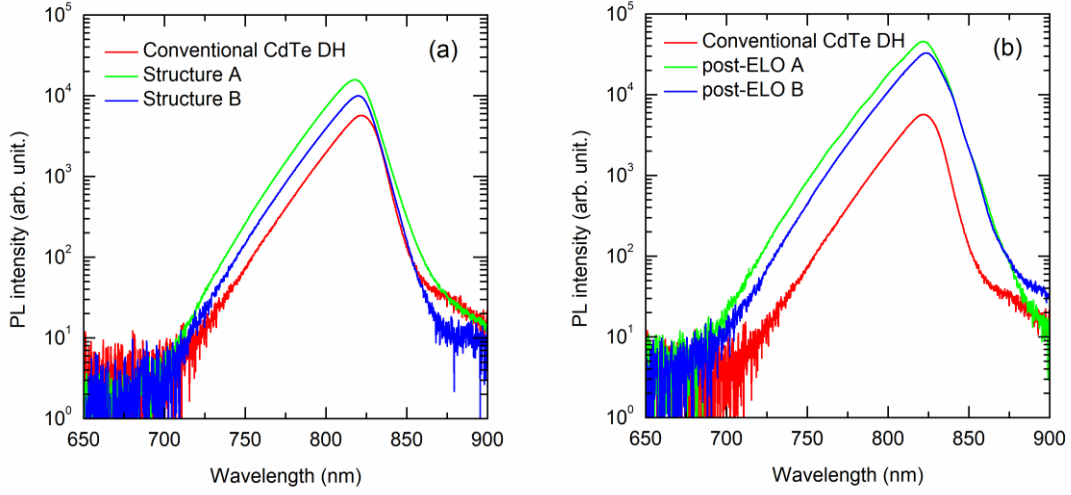 10^5
10^4
10^3
10^2
10^1
10^0
PL intensity (arb. unit.)
Conventional CdTe DH
Structure A
Structure B
(a)
650 700 750 800 850 900
Wavelength (nm)
10^5
10^4
10^3
10^2
10^1
10^0
PL intensity (arb. unit.)
Conventional CdTe DH
post-ELO A
post-ELO B
(b)
650 700 750 800 850 900
Wavelength (nm)